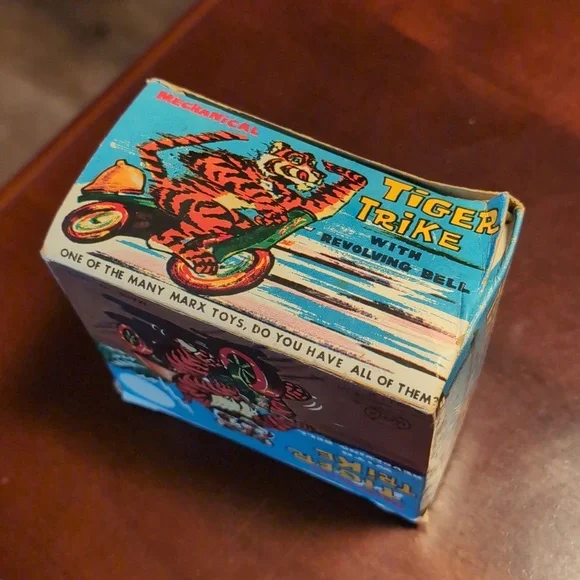 MECHANICAL
TiGER
TRiKE
WITH
REVOLVING BELL
ONE OF THE MANY MARX TOYS, DO YOU HAVE ALL OF THEM?
TiGER
TRiKE